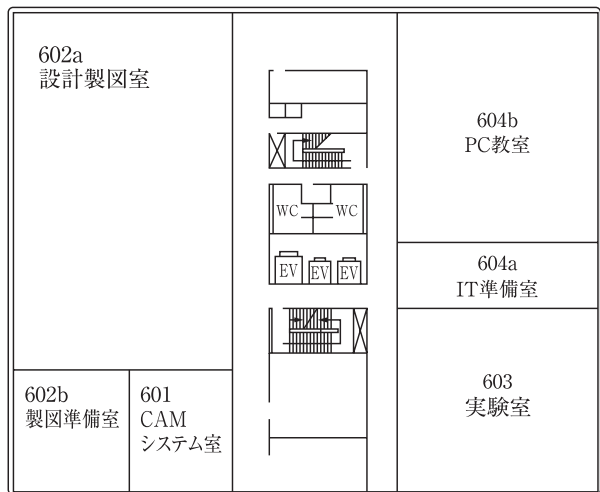 602a
設計製図室
604b
PC教室
WC
WC
604a
IT準備室
EV
EV
EV
602b
製図準備室
601
CAM
システム室
603
実験室